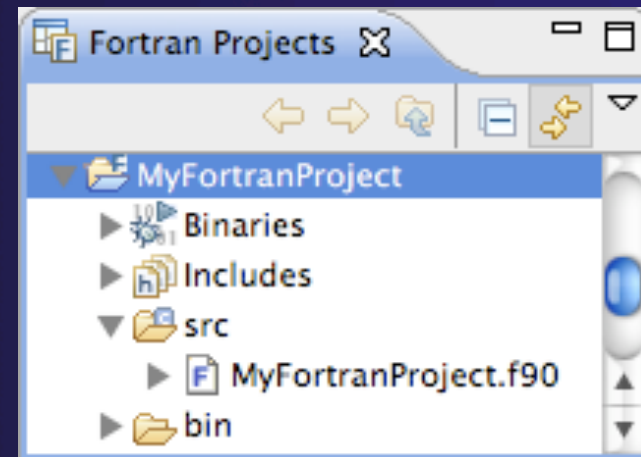 Fortran Projects
MyFortranProject
Binaries
Includes
src
MyFortranProject.f90
bin